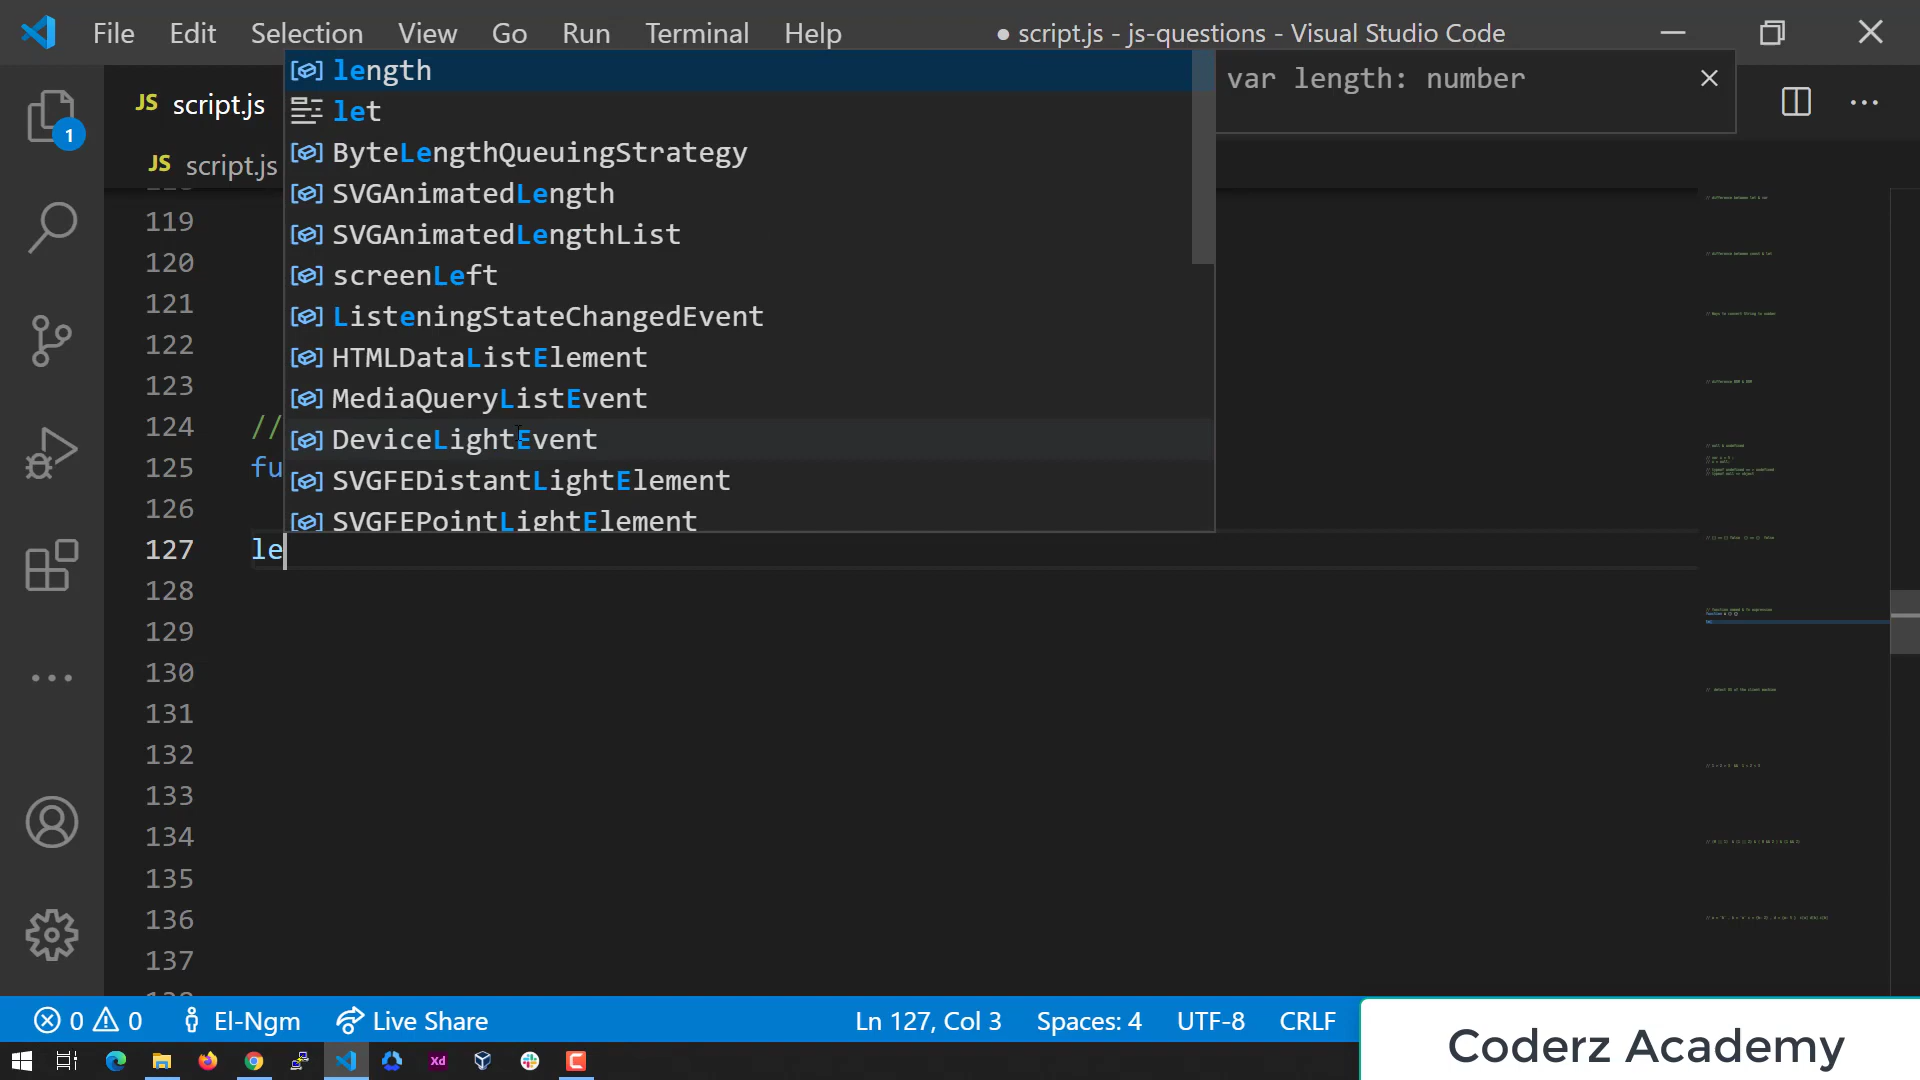 File Edit Selection View Go Run Terminal Help ● script.js - js-questions - Visual Studio Code
length
var length: number
JS script.js
let
ByteLengthQueuingStrategy
JS script.js
SVGAnimatedLength
119
SVGAnimatedLengthList
120
screenLeft
121
ListeningStateChangedEvent
122
HTMLDataListElement
123
MediaQueryListEvent
124 //
DeviceLightEvent
125 fu
SVGFEDistantLightElement
126
SVGFEPointLightElement
127 le
128
129
130
131
132
133
134
135
136
137
1
0 0 El-Ngm Live Share Ln 127, Col 3 Spaces: 4 UTF-8 CRLF
Xd
Coderz Academy